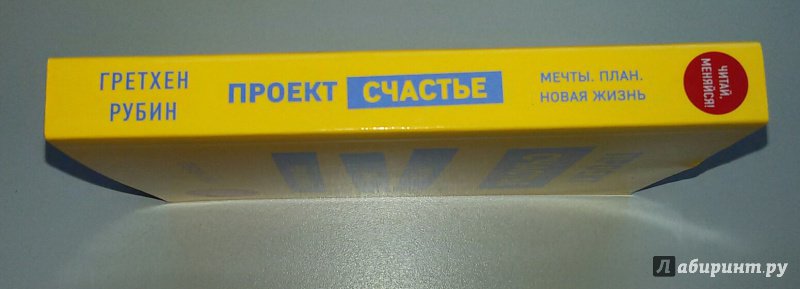 ГРЕТХЕН
РУБИН
ПРОЕКТ СЧАСТЬЕ
МЕЧТЫ. ПЛАН.
НОВАЯ ЖИЗНЬ
ЧИТАЙ.
МЕНЯЙСЯ!
Лабиринт.ру